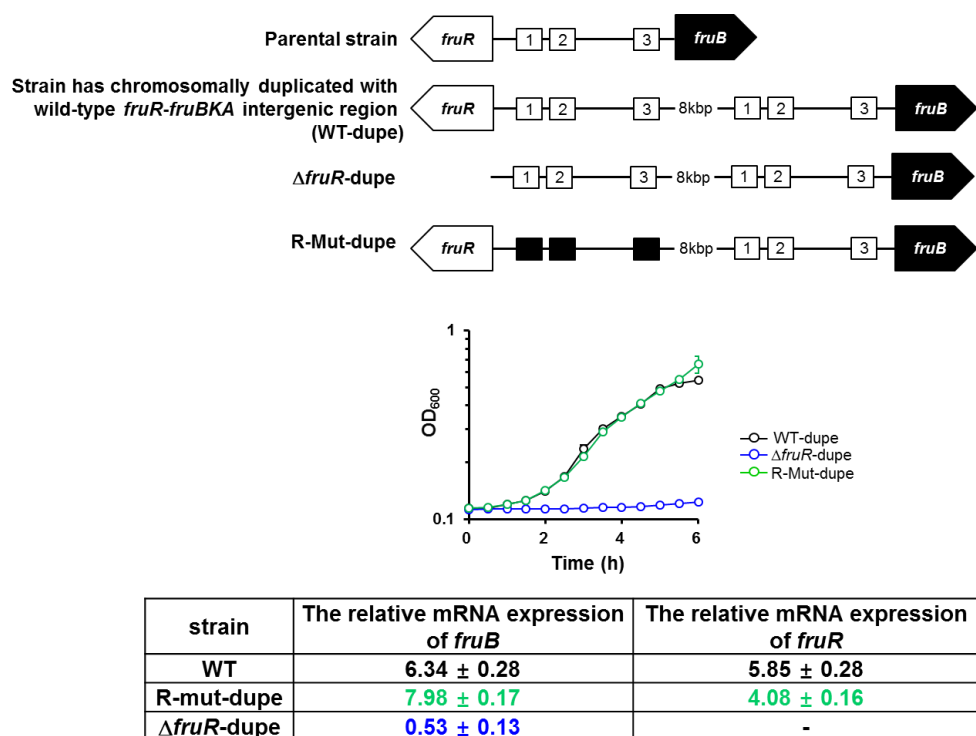 Parental strain
fruR 1 2 3 fruB
Strain has chromosomally duplicated with
wild-type fruR-fruBKA intergenic region
(WT-dupe)
fruR 1 2 3 8kbp 1 2 3 fruB
ΔfruR-dupe
1 2 3 8kbp 1 2 3 fruB
R-Mut-dupe
fruR 8kbp 1 2 3 fruB
1
OD600
0.1
0 2 4 6
Time (h)
WT-dupe
ΔfruR-dupe
R-Mut-dupe
strain
The relative mRNA expression
of fruB
The relative mRNA expression
of fruR
WT 6.34 ± 0.28 5.85 ± 0.28
R-mut-dupe 7.98 ± 0.17 4.08 ± 0.16
ΔfruR-dupe 0.53 ± 0.13 -